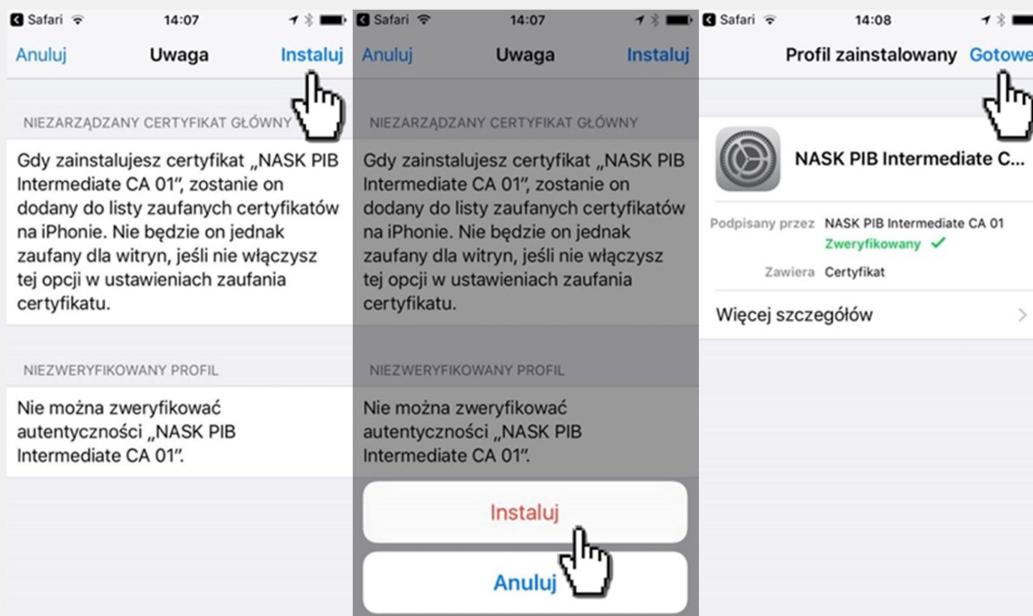 Safari 14:07
Anuluj Uwaga Instaluj
NIEZARZĄDZANY CERTYFIKAT GŁÓWNY
Gdy zainstalujesz certyfikat „NASK PIB
Intermediate CA 01”, zostanie on
dodany do listy zaufanych certyfikatów
na iPhonie. Nie będzie on jednak
zaufany dla witryn, jeśli nie włączysz
tej opcji w ustawieniach zaufania
certyfikatu.
NIEZWERYFIKOWANY PROFIL
Nie można zweryfikować
autentyczności „NASK PIB
Intermediate CA 01”.
Safari 14:07
Anuluj Uwaga Instaluj
NIEZARZĄDZANY CERTYFIKAT GŁÓWNY
Gdy zainstalujesz certyfikat „NASK PIB
Intermediate CA 01”, zostanie on
dodany do listy zaufanych certyfikatów
na iPhonie. Nie będzie on jednak
zaufany dla witryn, jeśli nie włączysz
tej opcji w ustawieniach zaufania
certyfikatu.
NIEZWERYFIKOWANY PROFIL
Nie można zweryfikować
autentyczności „NASK PIB
Intermediate CA 01”.
Instaluj
Anuluj
Safari 14:08
Profil zainstalowany Gotowe
NASK PIB Intermediate C...
Podpisany przez NASK PIB Intermediate CA 01
Zweryfikowany
Zawiera Certyfikat
Więcej szczegółów